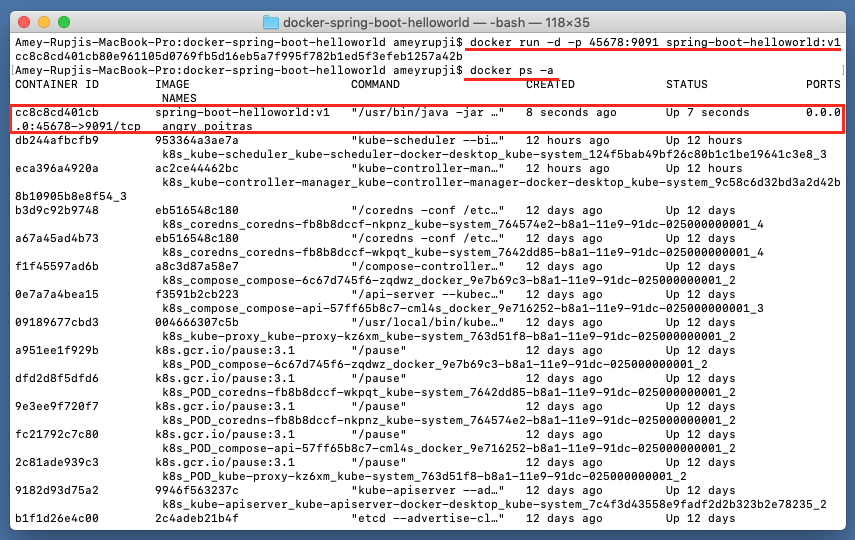 docker-spring-boot-helloworld — -bash — 118×35
Amey-Rupjis-MacBook-Pro:docker-spring-boot-helloworld ameyrupji$ docker run -d -p 45678:9091 spring-boot-helloworld:v1
cc8c8cd401cb80e961105d0769fb5d16eb5a7f995f782b1ed5f3efeb1257a42b
[Amey-Rupjis-MacBook-Pro:docker-spring-boot-helloworld ameyrupji$ docker ps -a ]
CONTAINER ID IMAGE COMMAND CREATED STATUS PORTS
NAMES
cc8c8cd401cb spring-boot-helloworld:v1 "/usr/bin/java -jar …" 8 seconds ago Up 7 seconds 0.0.0
.0:45678->9091/tcp angry_poitras
db244afbcfb9 953364a3ae7a "kube-scheduler --bi…" 12 hours ago Up 12 hours
k8s_kube-scheduler_kube-scheduler-docker-desktop_kube-system_124f5bab49bf26c80b1c1be19641c3e8_3
eca396a4920a ac2ce44462bc "kube-controller-man…" 12 hours ago Up 12 hours
k8s_kube-controller-manager_kube-controller-manager-docker-desktop_kube-system_9c58c6d32bd3a2d42b
8b10905b8e8f54_3
b3d9c92b9748 eb516548c180 "/coredns -conf /etc…" 12 days ago Up 12 days
k8s_coredns_coredns-fb8b8dccf-nkpnz_kube-system_764574e2-b8a1-11e9-91dc-025000000001_4
a67a45ad4b73 eb516548c180 "/coredns -conf /etc…" 12 days ago Up 12 days
k8s_coredns_coredns-fb8b8dccf-wkpqt_kube-system_7642dd85-b8a1-11e9-91dc-025000000001_4
f1f45597ad6b a8c3d87a58e7 "/compose-controller…" 12 days ago Up 12 days
k8s_compose_compose-6c67d745f6-zqdwz_docker_9e7b69c3-b8a1-11e9-91dc-025000000001_2
0e7a7a4bea15 f3591b2cb223 "/api-server --kubec…" 12 days ago Up 12 days
k8s_compose_compose-api-57ff65b8c7-cml4s_docker_9e716252-b8a1-11e9-91dc-025000000001_3
09189677cbd3 004666307c5b "/usr/local/bin/kube…" 12 days ago Up 12 days
k8s_kube-proxy_kube-proxy-kz6xm_kube-system_763d51f8-b8a1-11e9-91dc-025000000001_2
a951ee1f929b k8s.gcr.io/pause:3.1 "/pause" 12 days ago Up 12 days
k8s_POD_compose-6c67d745f6-zqdwz_docker_9e7b69c3-b8a1-11e9-91dc-025000000001_2
dfd2d8f5dfd6 k8s.gcr.io/pause:3.1 "/pause" 12 days ago Up 12 days
k8s_POD_coredns-fb8b8dccf-wkpqt_kube-system_7642dd85-b8a1-11e9-91dc-025000000001_2
9e3ee9f720f7 k8s.gcr.io/pause:3.1 "/pause" 12 days ago Up 12 days
k8s_POD_coredns-fb8b8dccf-nkpnz_kube-system_764574e2-b8a1-11e9-91dc-025000000001_2
fc21792c7c80 k8s.gcr.io/pause:3.1 "/pause" 12 days ago Up 12 days
k8s_POD_compose-api-57ff65b8c7-cml4s_docker_9e716252-b8a1-11e9-91dc-025000000001_2
2c81ade939c3 k8s.gcr.io/pause:3.1 "/pause" 12 days ago Up 12 days
k8s_POD_kube-proxy-kz6xm_kube-system_763d51f8-b8a1-11e9-91dc-025000000001_2
9182d93d75a2 9946f563237c "kube-apiserver --ad…" 12 days ago Up 12 days
k8s_kube-apiserver_kube-apiserver-docker-desktop_kube-system_7c4f3d43558e9fadf2d2b323b2e78235_2
b1f1d26e4c00 2c4adeb21b4f "etcd --advertise-cl…" 12 days ago Up 12 days